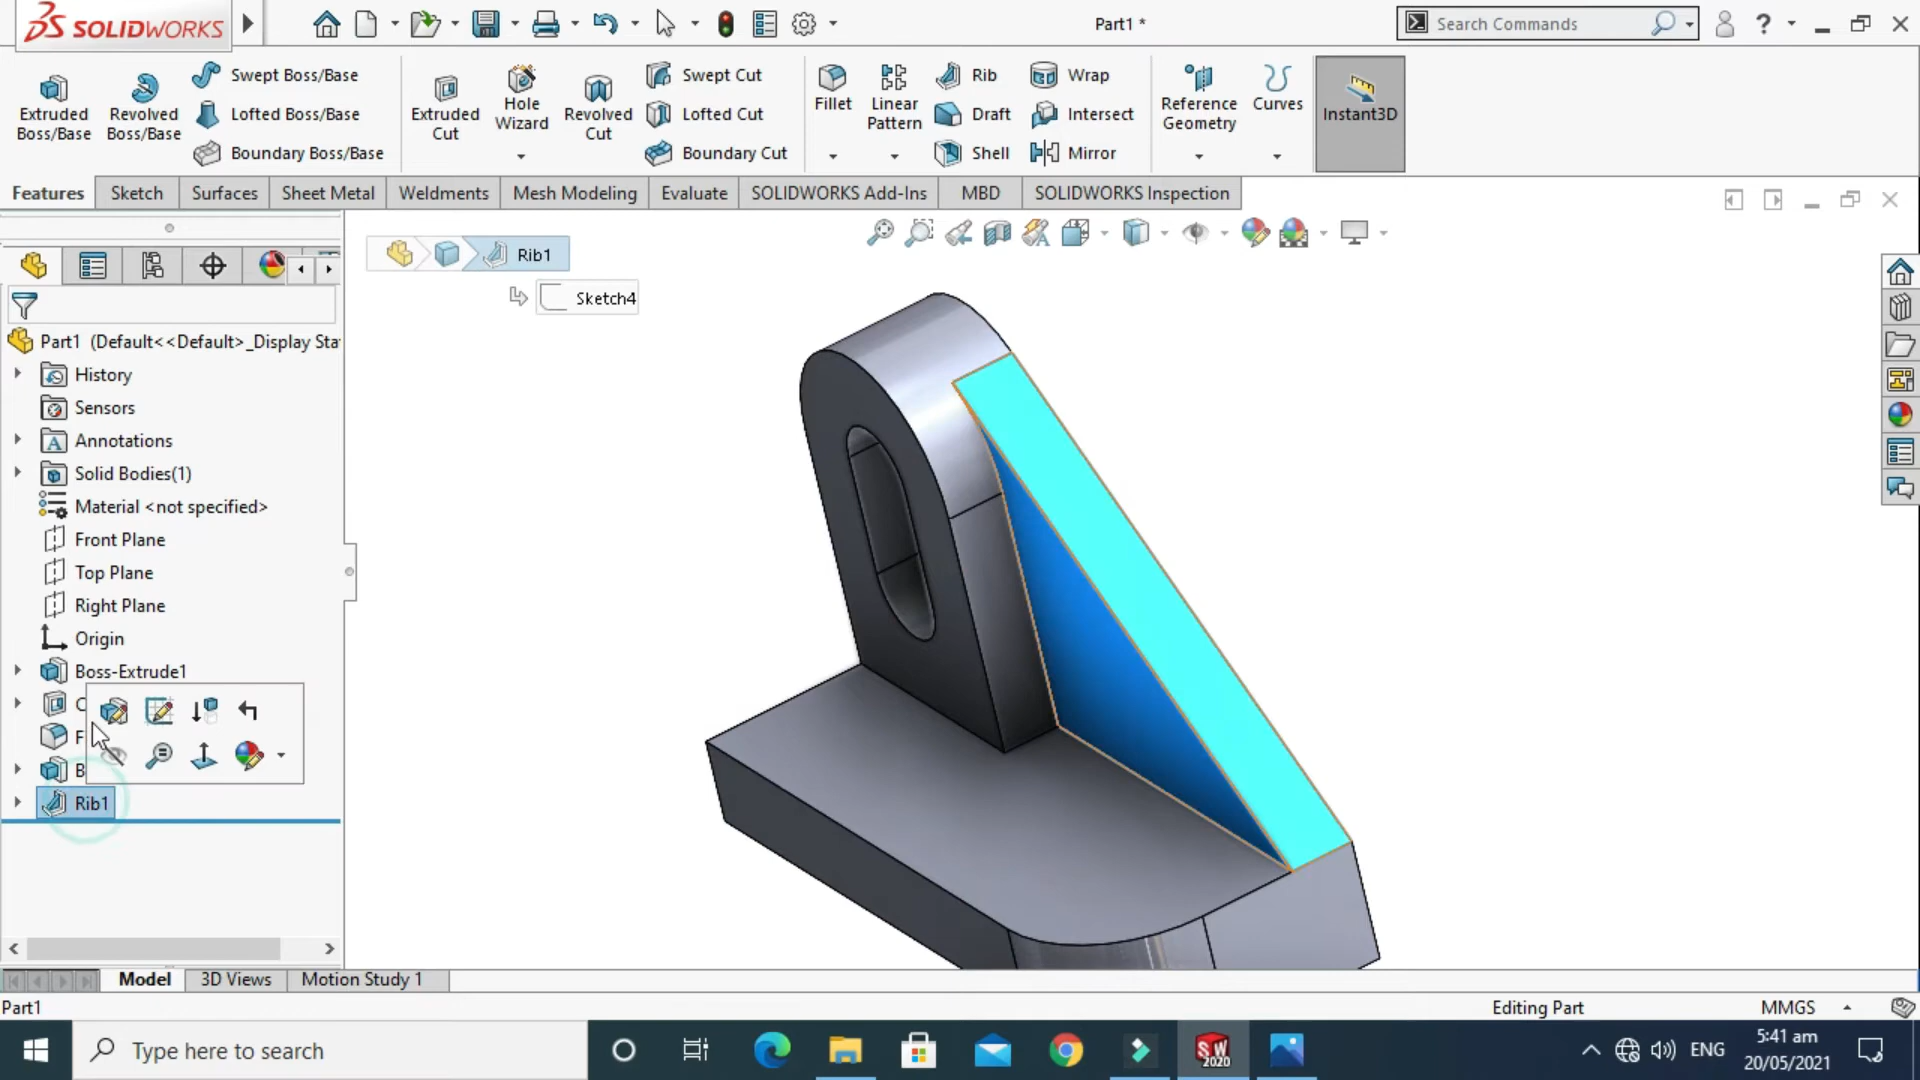 SOLIDWORKS
Part1 *
Search Commands
Extruded Boss/Base
Revolved Boss/Base
Swept Boss/Base
Lofted Boss/Base
Boundary Boss/Base
Extruded Cut
Hole Wizard
Revolved Cut
Swept Cut
Lofted Cut
Boundary Cut
Fillet
Linear Pattern
Rib
Draft
Shell
Wrap
Intersect
Mirror
Reference Geometry
Curves
Instant3D
Features Sketch Surfaces Sheet Metal Weldments Mesh Modeling Evaluate SOLIDWORKS Add-Ins MBD SOLIDWORKS Inspection
Rib1
Sketch4
Part1 (Default<<Default>_Display Sta
History
Sensors
Annotations
Solid Bodies(1)
Material <not specified>
Front Plane
Top Plane
Right Plane
Origin
Boss-Extrude1
C
F
B
Rib1
Model 3D Views Motion Study 1
Part1
Editing Part
MMGS
Type here to search
SW 2020
ENG
5:41 am
20/05/2021